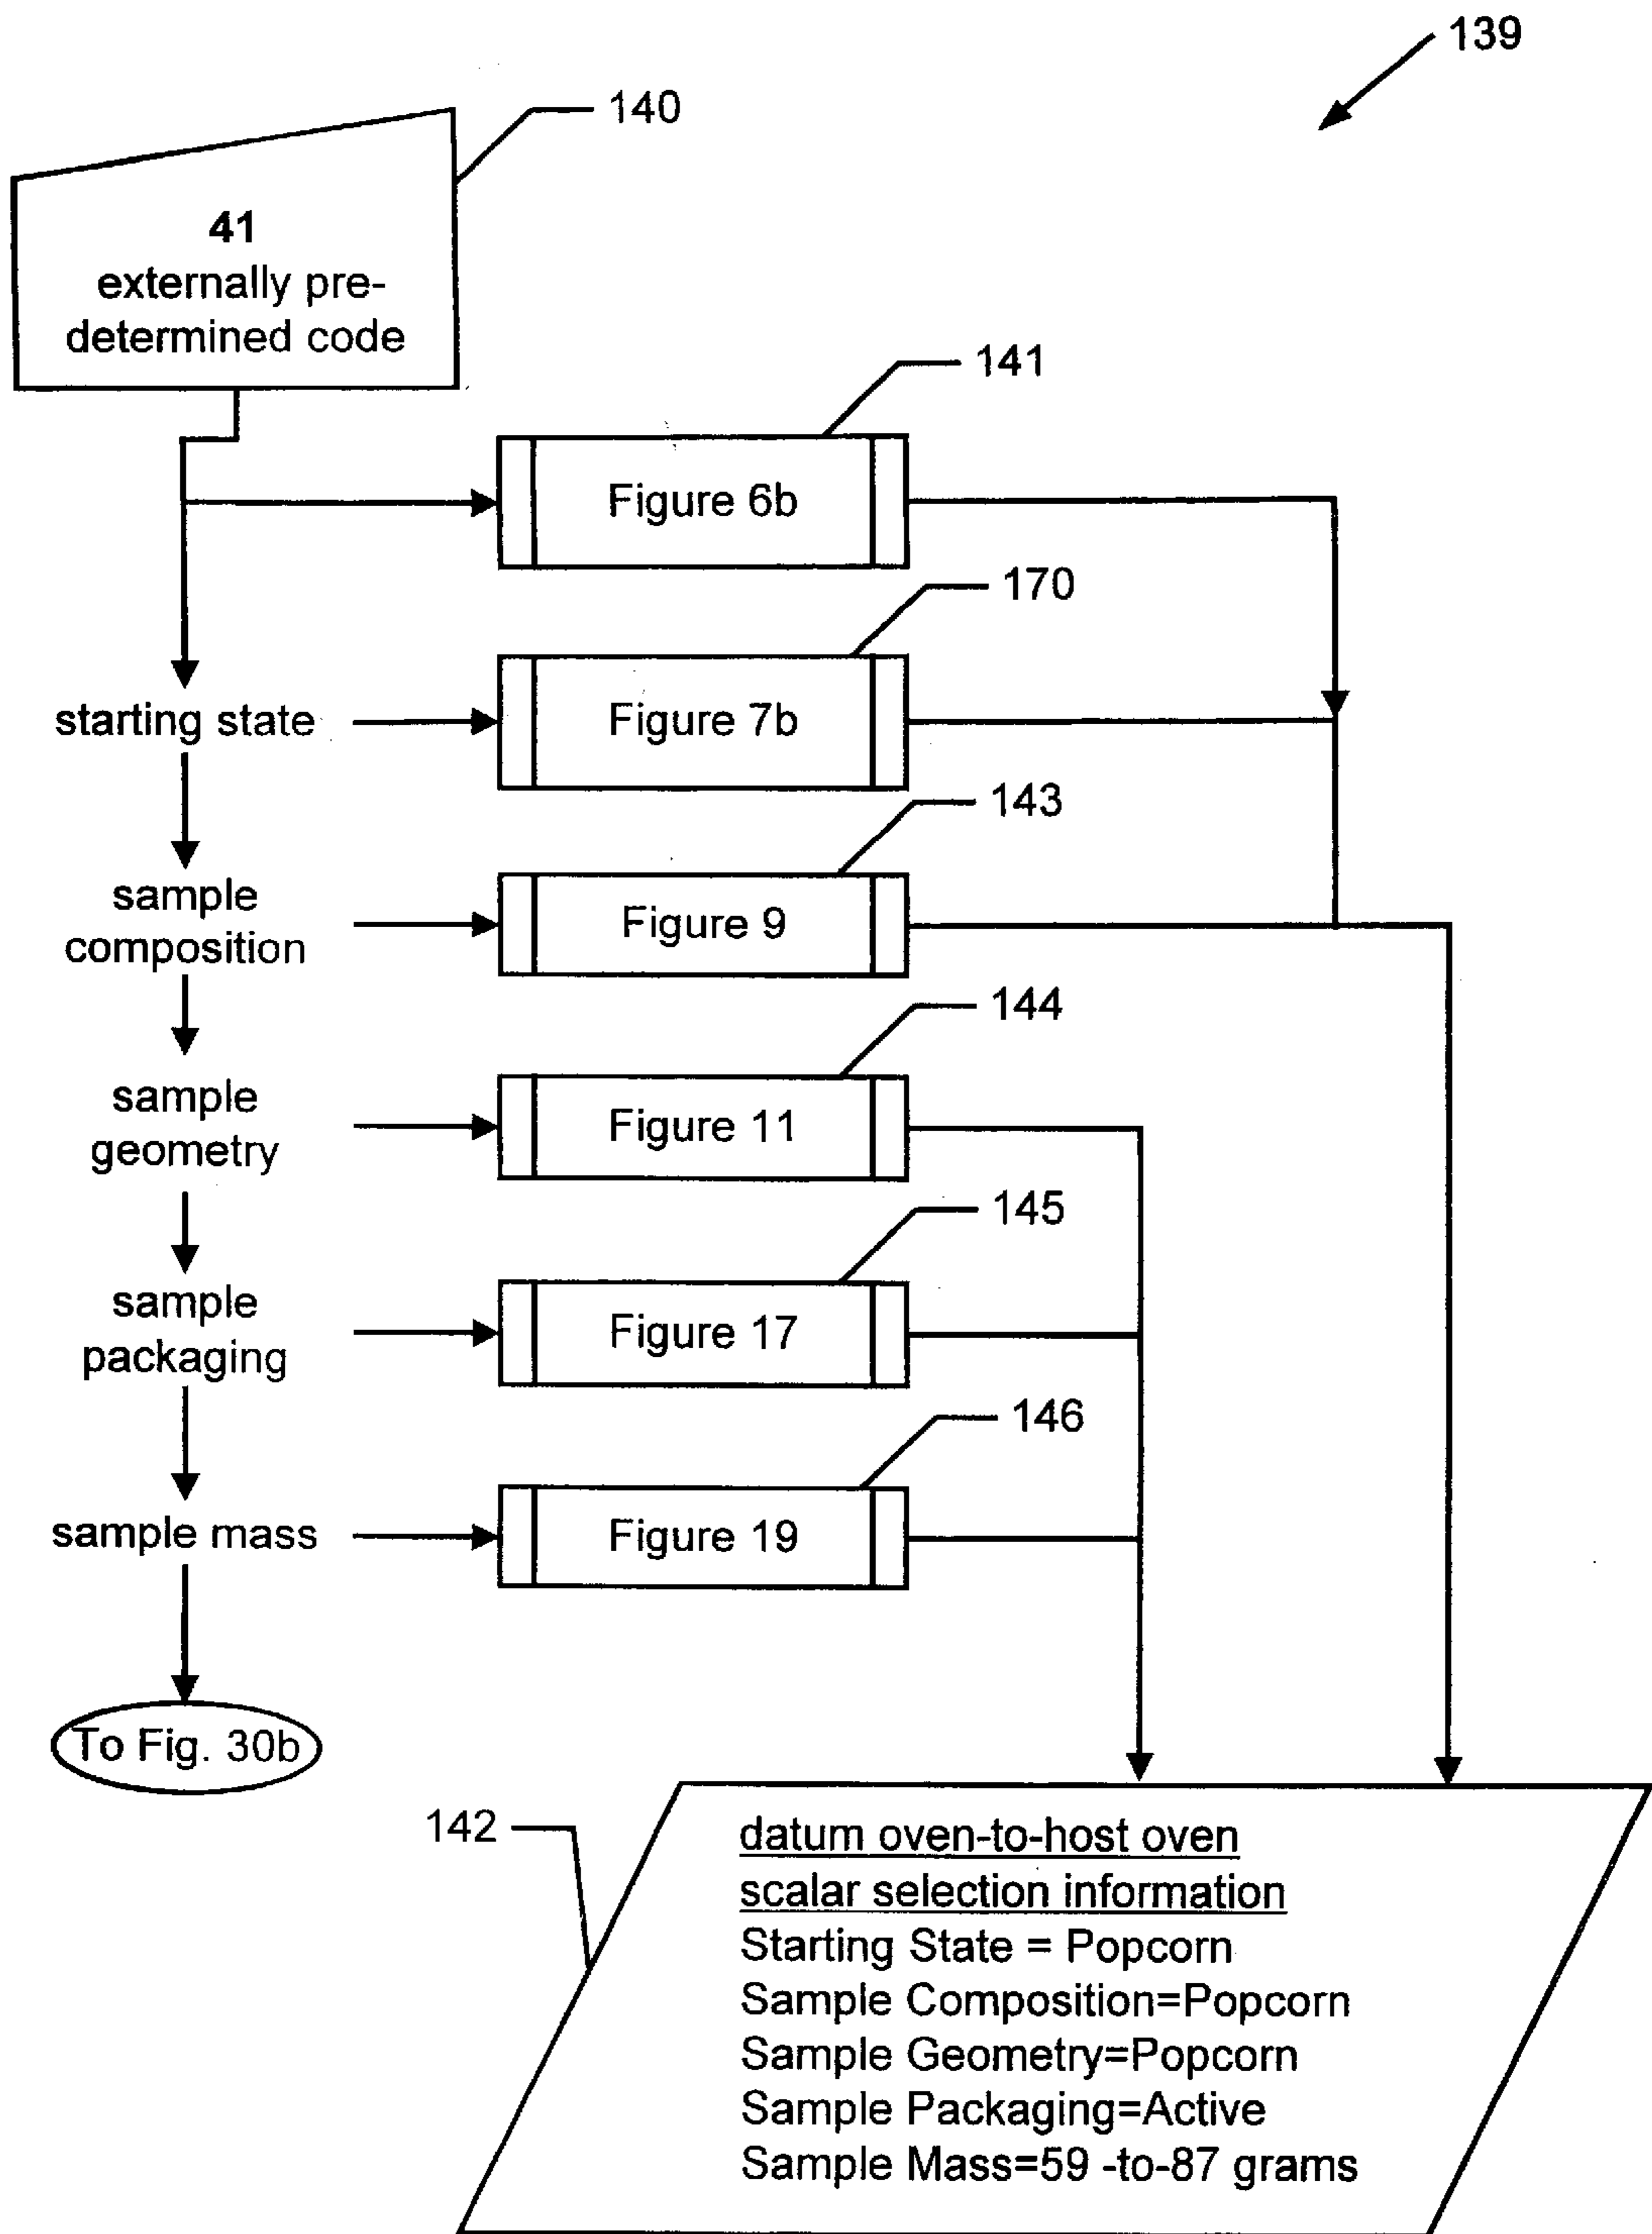 139
140
41
externally pre-
determined code
141
Figure 6b
170
starting state
Figure 7b
143
sample
composition
Figure 9
144
sample
geometry
Figure 11
145
sample
packaging
Figure 17
146
sample mass
Figure 19
To Fig. 30b
142
datum oven-to-host oven
scalar selection information
Starting State = Popcorn
Sample Composition=Popcorn
Sample Geometry=Popcorn
Sample Packaging=Active
Sample Mass=59 -to-87 grams